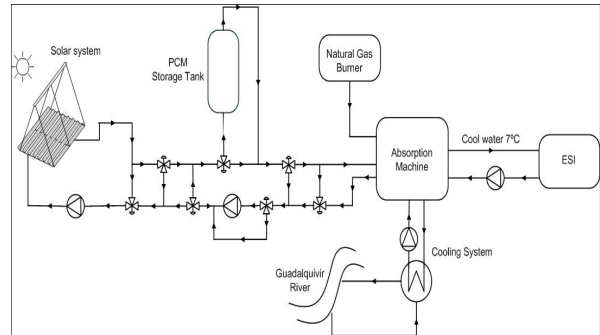 Solar system
PCM
Storage Tank
Natural Gas
Burner
Absorption
Machine
Cool water 7ºC
ESI
Cooling System
Guadalquivir
River